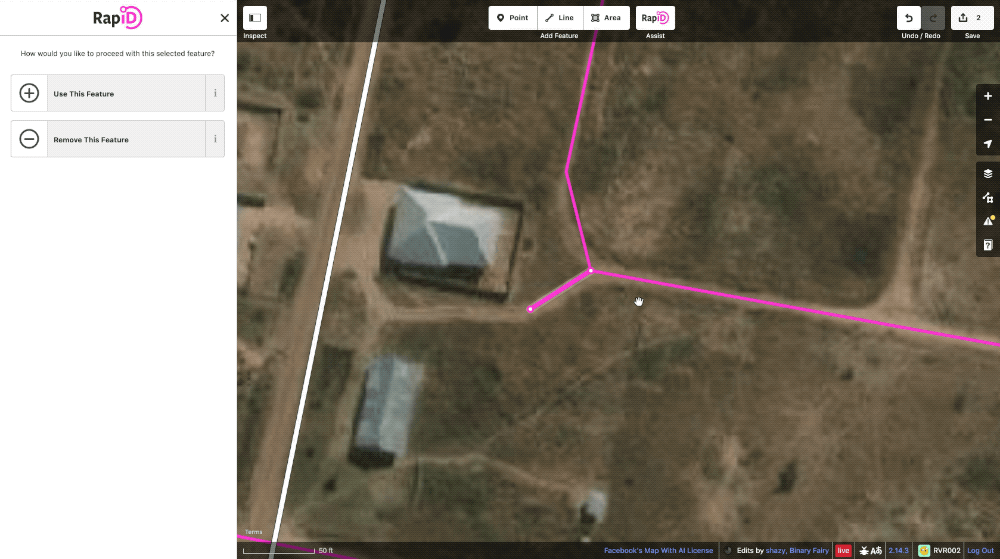 RapiD
How would you like to proceed with this selected feature?
Use This Feature
Remove This Feature
Inspect
Point
Line
Area
Add Feature
RapiD
Assist
Undo / Redo
2
Save
Terms
50 ft
Facebook's Map With AI License
Edits by shazy, Binary Fairy
live
2.14.3
RVR002
Log Out